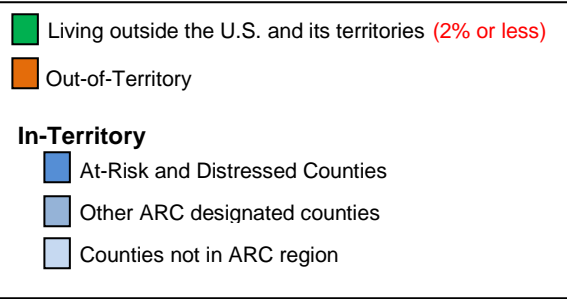 Living outside the U.S. and its territories (2% or less)
Out-of-Territory
In-Territory
At-Risk and Distressed Counties
Other ARC designated counties
Counties not in ARC region